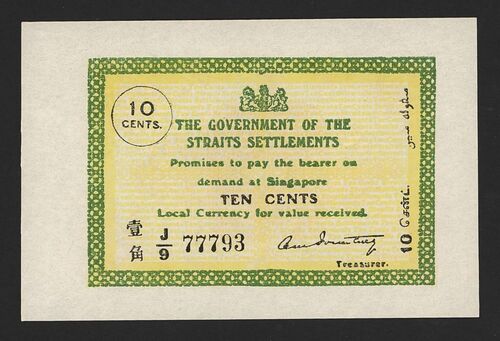 10
CENTS.
THE GOVERNMENT OF THE
STRAITS SETTLEMENTS
Promises to pay the bearer on
demand at Singapore
TEN CENTS
Local Currency for value received.
壹
角
J/9 77793
Treasurer.
10 சென்ட்